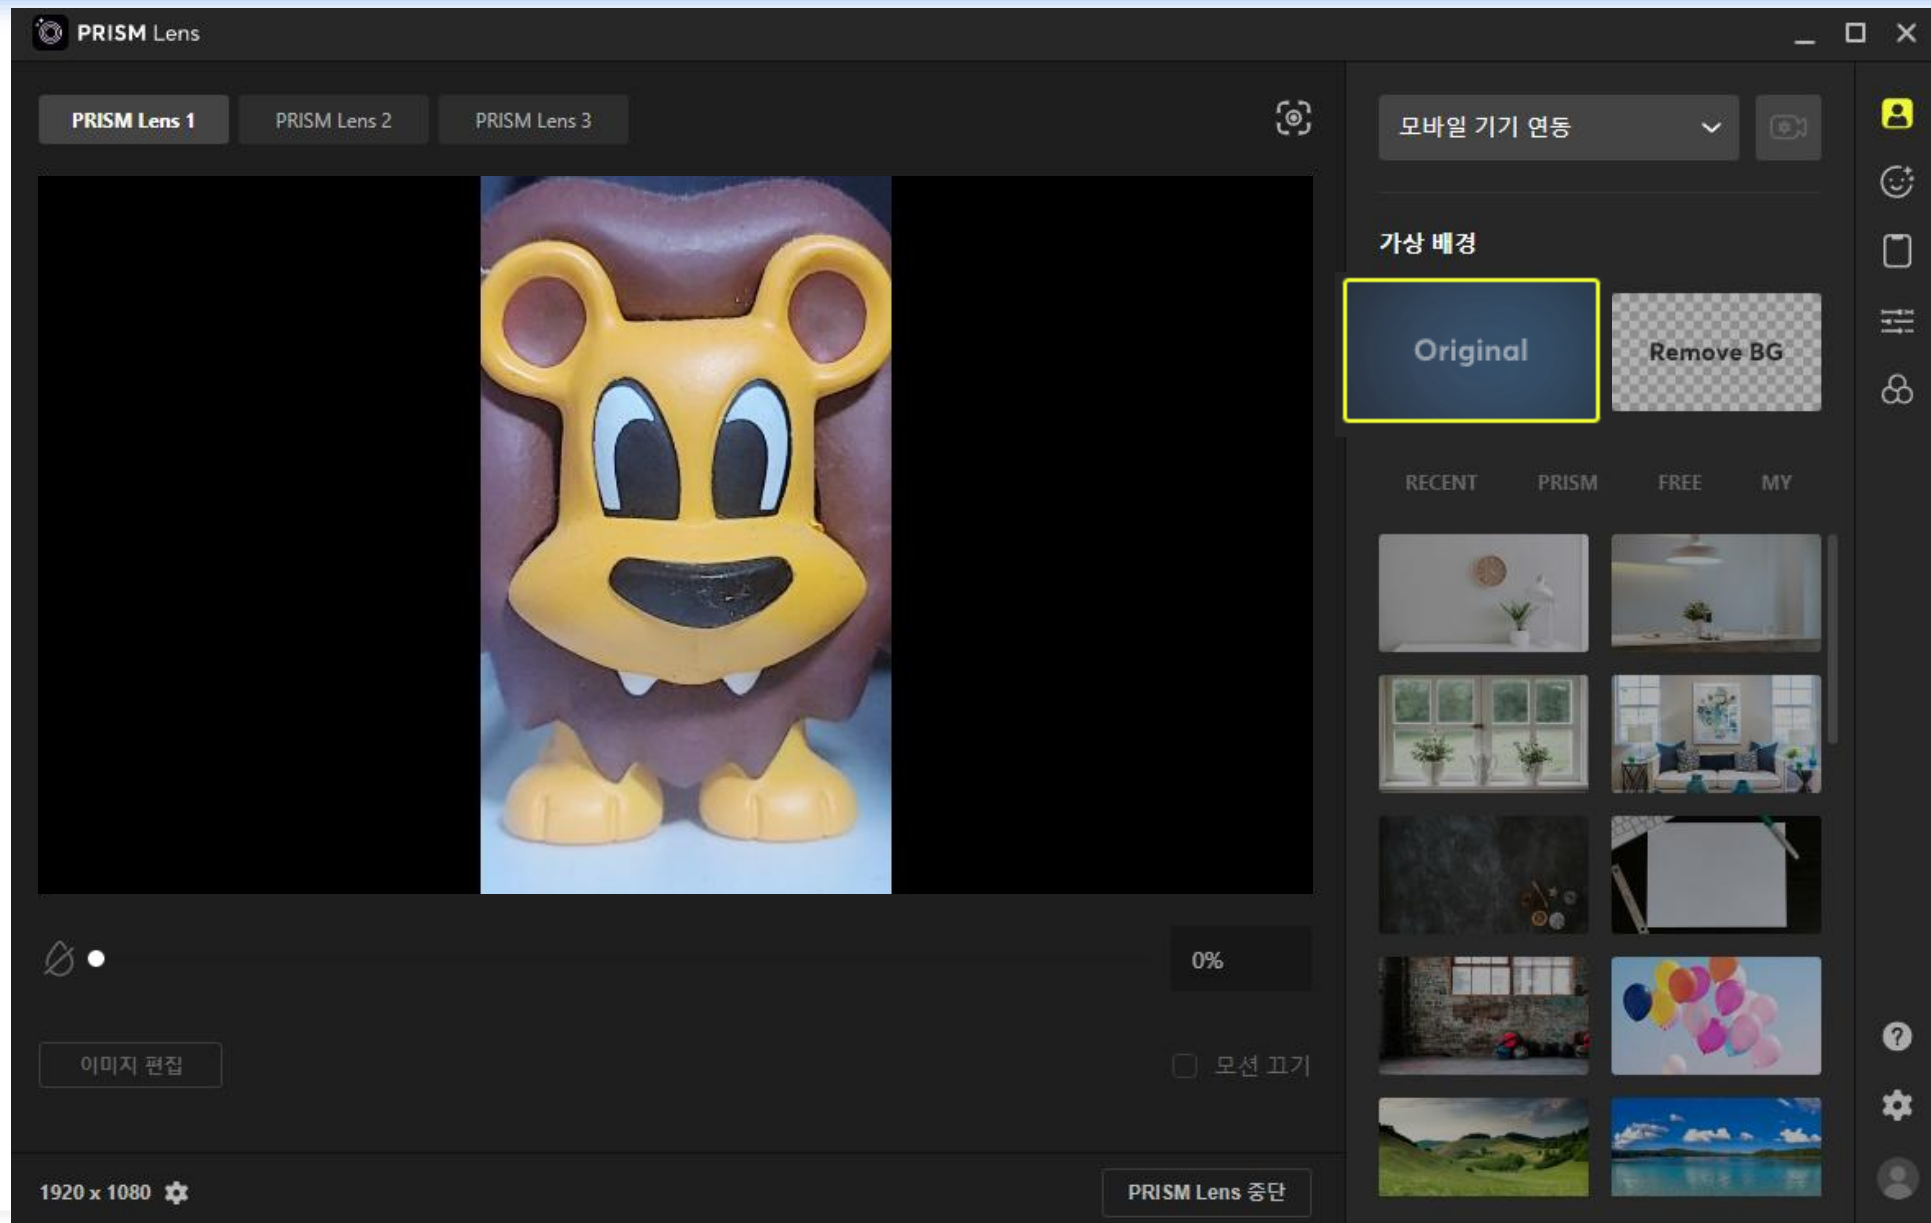 PRISM Lens
PRISM Lens 1
PRISM Lens 2
PRISM Lens 3
모바일 기기 연동
가상 배경
Original
Remove BG
RECENT
PRISM
FREE
MY
0%
이미지 편집
모션 끄기
1920 x 1080
PRISM Lens 중단
?